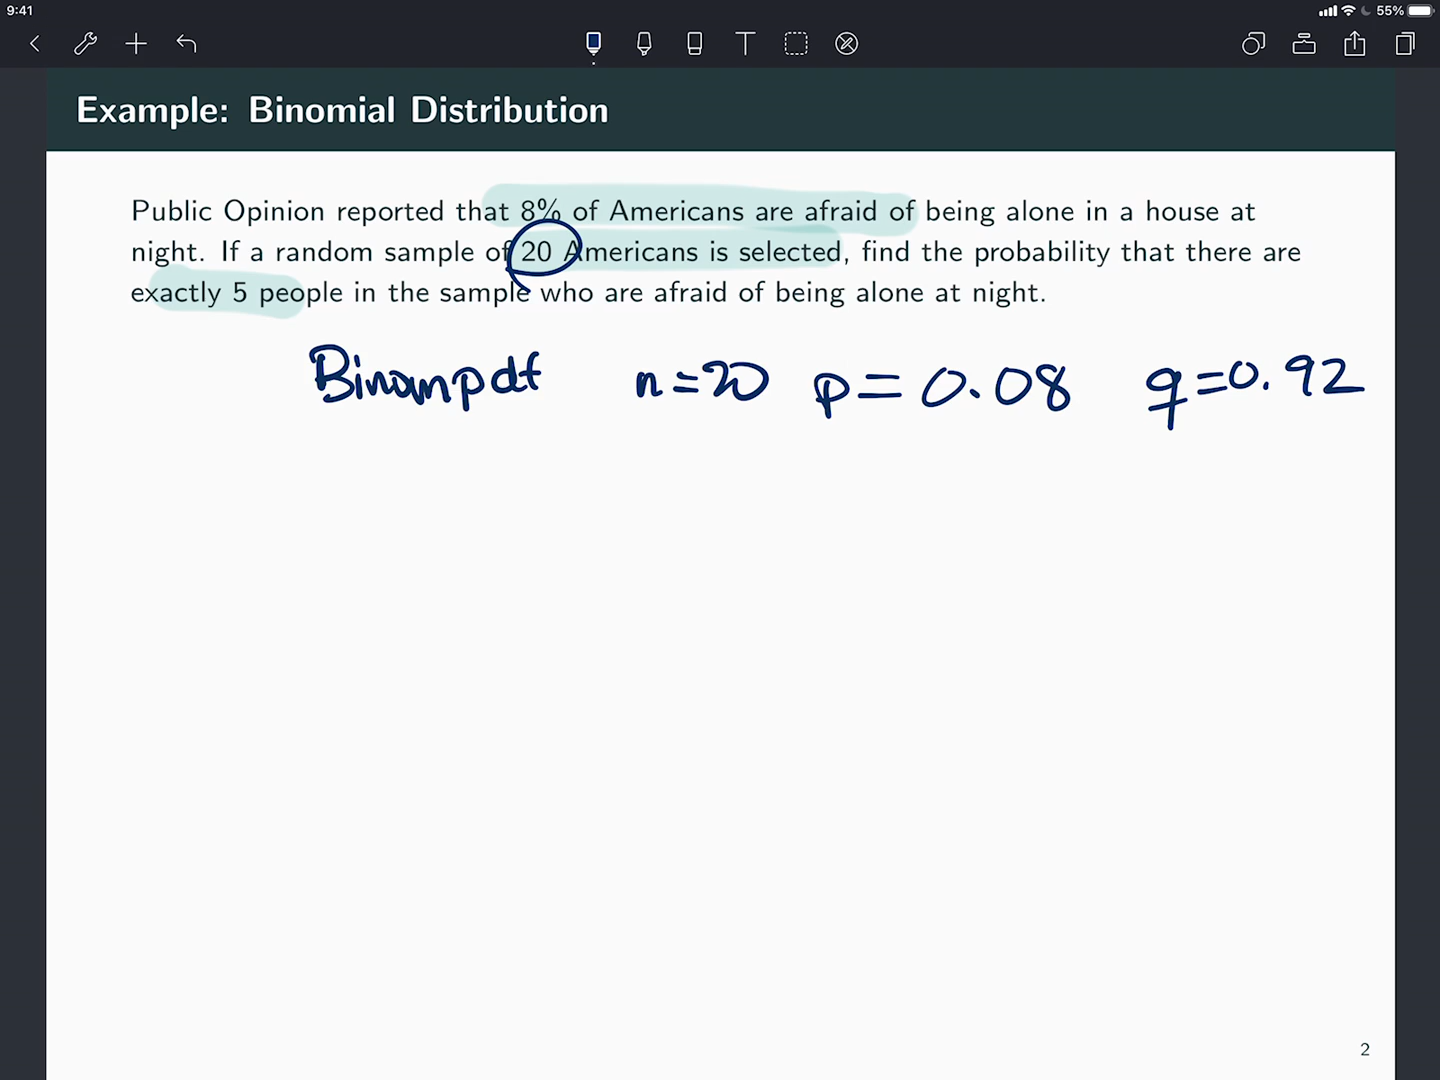 9:41 55%
Example: Binomial Distribution
Public Opinion reported that 8% of Americans are afraid of being alone in a house at
night. If a random sample of 20 Americans is selected, find the probability that there are
exactly 5 people in the sample who are afraid of being alone at night.
Binompdf n=20 p=0.08 q=0.92
2